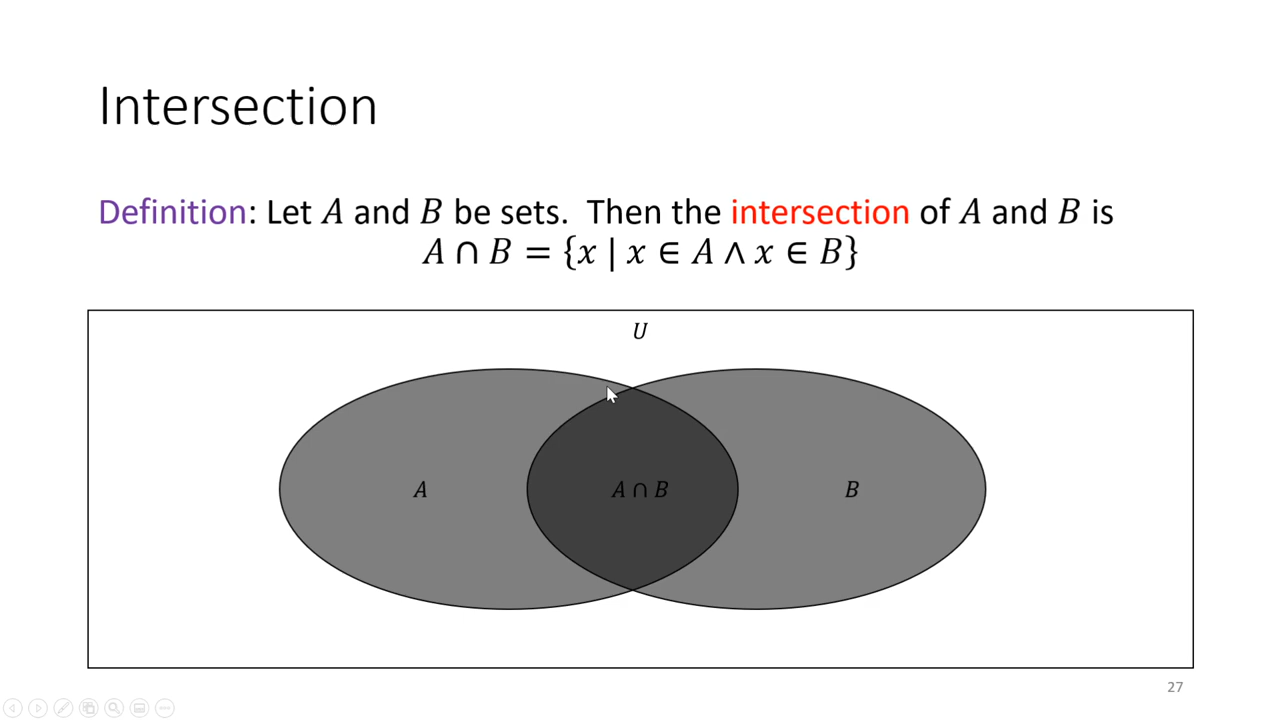 Intersection
Definition: Let A and B be sets. Then the intersection of A and B is
A ∩ B = {x | x ∈ A ∧ x ∈ B}
U
A
A ∩ B
B
27